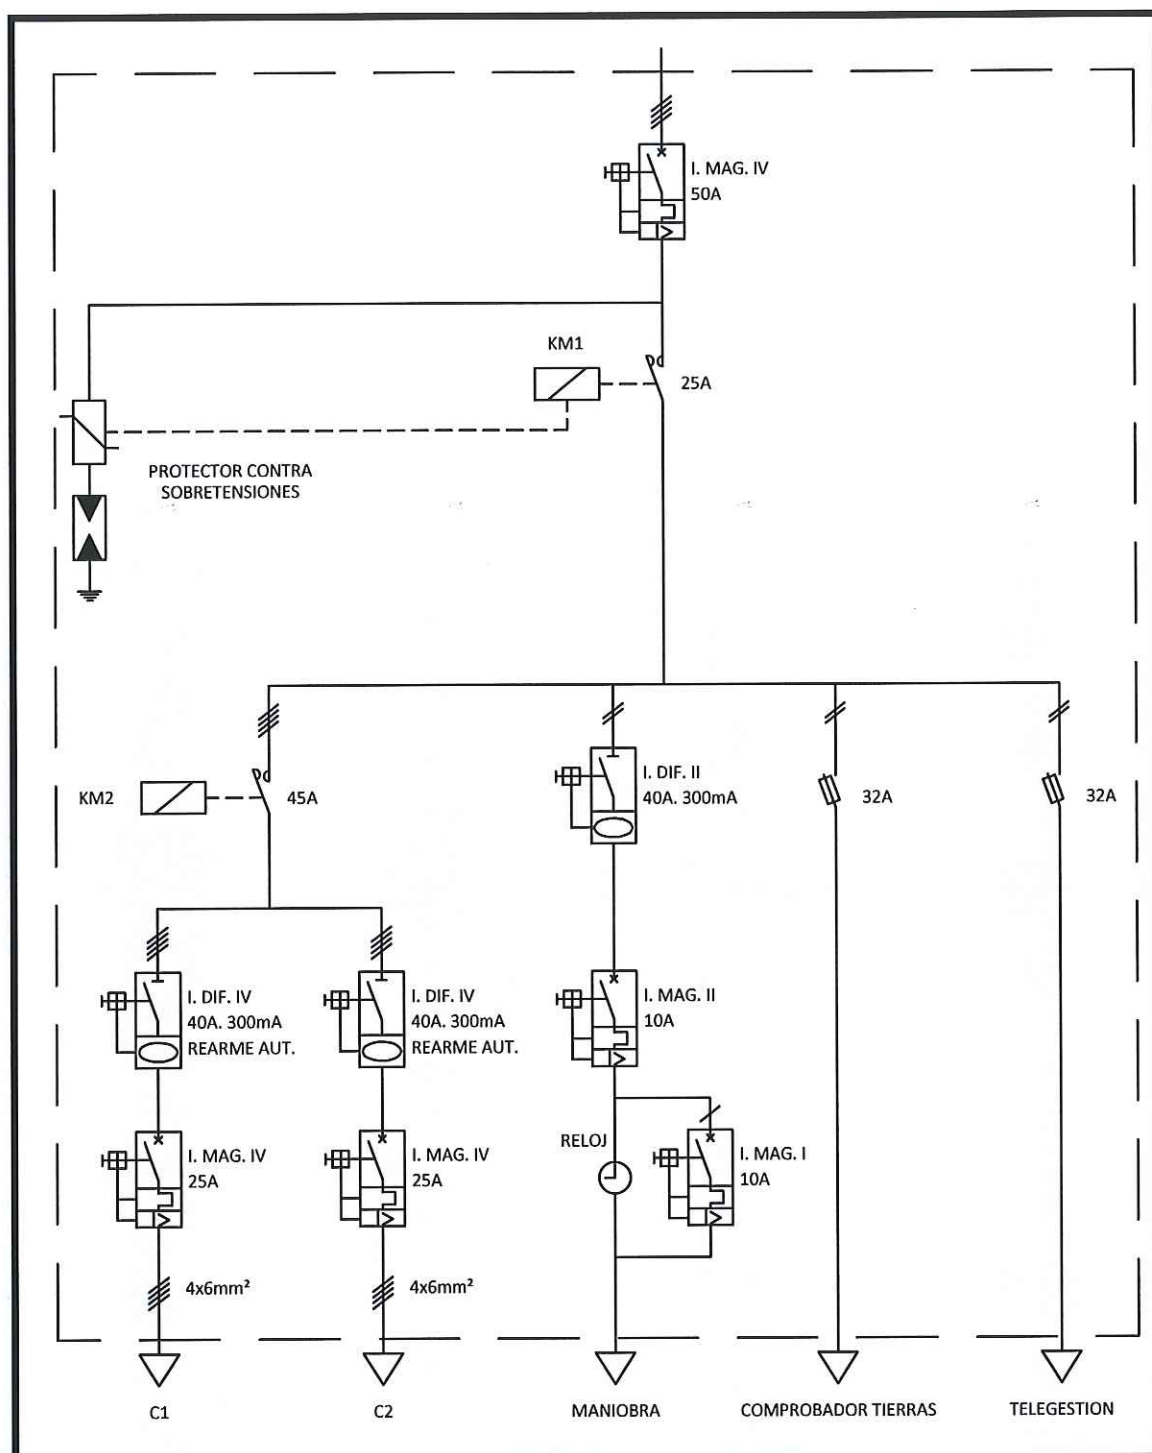 I. MAG. IV
50A
KM1
25A
PROTECTOR CONTRA
SOBRETENSIONES
KM2
45A
I. DIF. II
40A. 300mA
32A
32A
I. DIF. IV
40A. 300mA
REARME AUT.
I. DIF. IV
40A. 300mA
REARME AUT.
I. MAG. II
10A
I. MAG. IV
25A
I. MAG. IV
25A
RELOJ
I. MAG. I
10A
4x6mm²
4x6mm²
C1
C2
MANIOBRA
COMPROBADOR TIERRAS
TELEGESTION